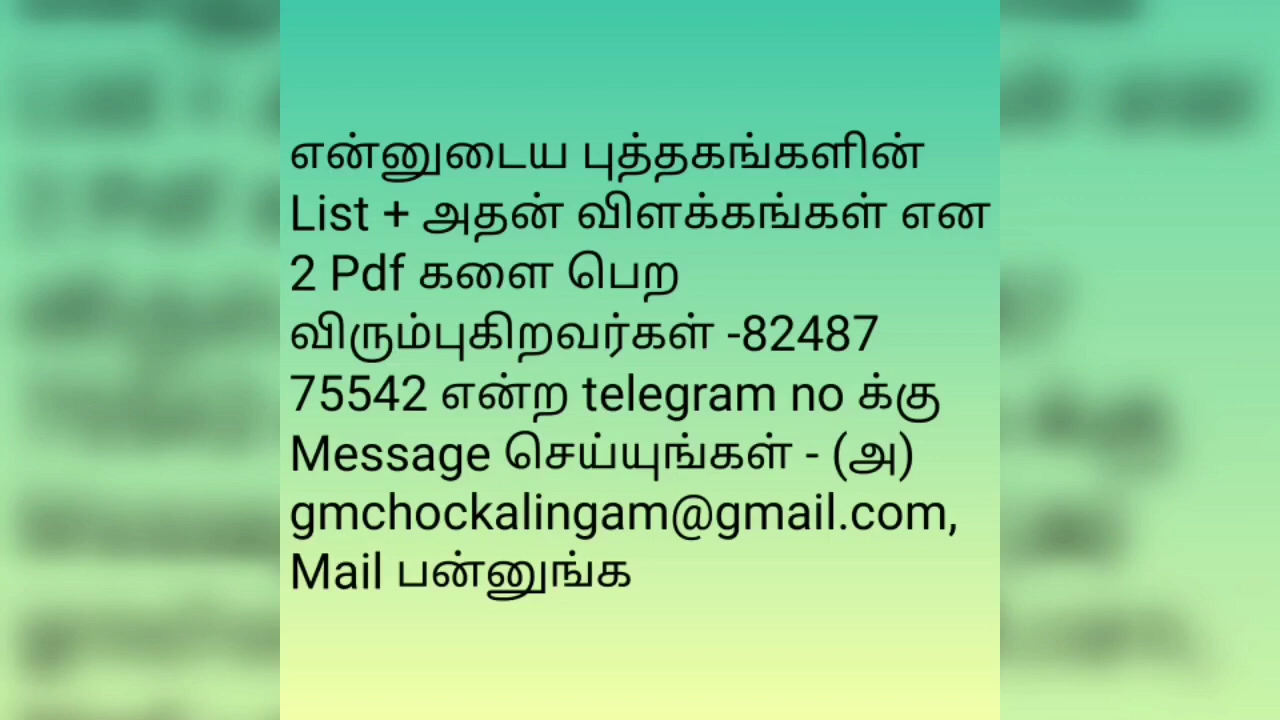 என்னுடைய புத்தகங்களின்
List + அதன் விளக்கங்கள் என
2 Pdf களை பெற
விரும்புகிறவர்கள் -82487
75542 என்ற telegram no க்கு
Message செய்யுங்கள் - (அ)
gmchockalingam@gmail.com,
Mail பன்னுங்க